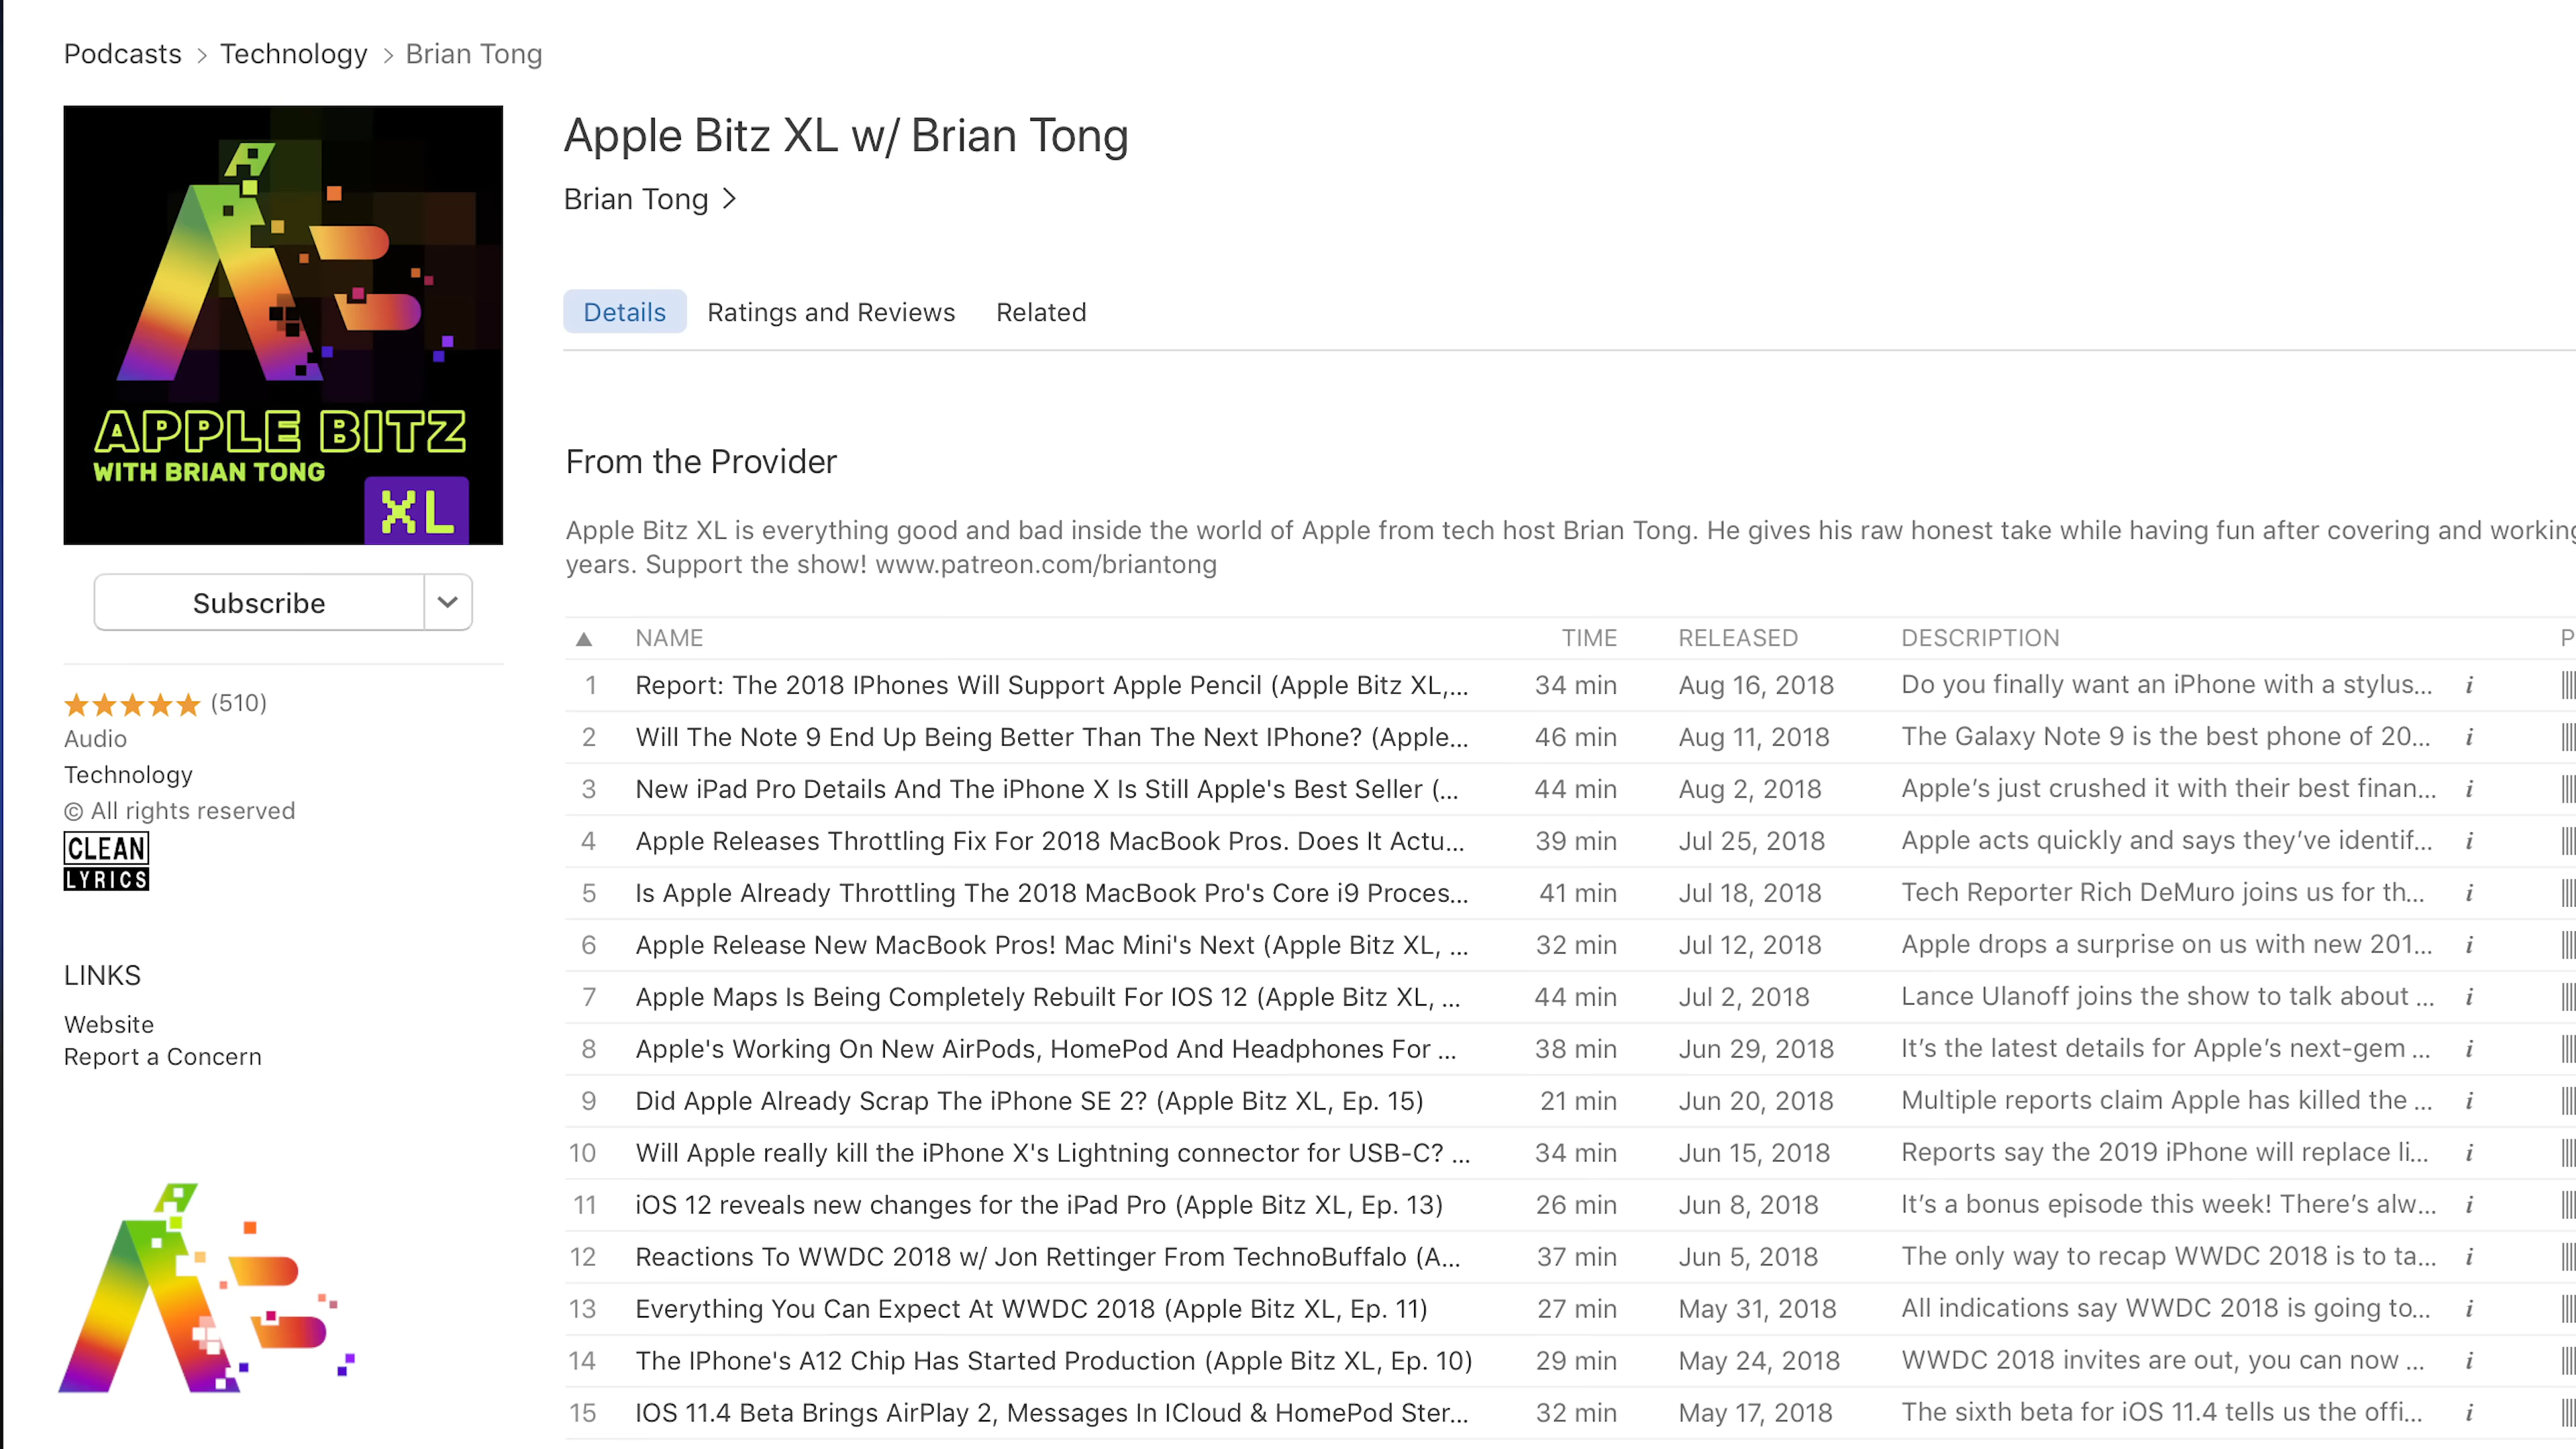 Podcasts > Technology > Brian Tong
APPLE BITZ
WITH BRIAN TONG
XL
Subscribe
★★★★★ (510)
Audio
Technology
© All rights reserved
CLEAN
LYRICS
LINKS
Website
Report a Concern
Apple Bitz XL w/ Brian Tong
Brian Tong >
Details Ratings and Reviews Related
From the Provider
Apple Bitz XL is everything good and bad inside the world of Apple from tech host Brian Tong. He gives his raw honest take while having fun after covering and working
years. Support the show! www.patreon.com/briantong
▲ NAME TIME RELEASED DESCRIPTION P
1 Report: The 2018 IPhones Will Support Apple Pencil (Apple Bitz XL,... 34 min Aug 16, 2018 Do you finally want an iPhone with a stylus... i
2 Will The Note 9 End Up Being Better Than The Next IPhone? (Apple... 46 min Aug 11, 2018 The Galaxy Note 9 is the best phone of 20... i
3 New iPad Pro Details And The iPhone X Is Still Apple's Best Seller (... 44 min Aug 2, 2018 Apple’s just crushed it with their best finan... i
4 Apple Releases Throttling Fix For 2018 MacBook Pros. Does It Actu... 39 min Jul 25, 2018 Apple acts quickly and says they’ve identif... i
5 Is Apple Already Throttling The 2018 MacBook Pro's Core i9 Proces... 41 min Jul 18, 2018 Tech Reporter Rich DeMuro joins us for th... i
6 Apple Release New MacBook Pros! Mac Mini's Next (Apple Bitz XL, ... 32 min Jul 12, 2018 Apple drops a surprise on us with new 201... i
7 Apple Maps Is Being Completely Rebuilt For IOS 12 (Apple Bitz XL, ... 44 min Jul 2, 2018 Lance Ulanoff joins the show to talk about ... i
8 Apple's Working On New AirPods, HomePod And Headphones For ... 38 min Jun 29, 2018 It’s the latest details for Apple’s next-gem ... i
9 Did Apple Already Scrap The iPhone SE 2? (Apple Bitz XL, Ep. 15) 21 min Jun 20, 2018 Multiple reports claim Apple has killed the ... i
10 Will Apple really kill the iPhone X's Lightning connector for USB-C? ... 34 min Jun 15, 2018 Reports say the 2019 iPhone will replace li... i
11 iOS 12 reveals new changes for the iPad Pro (Apple Bitz XL, Ep. 13) 26 min Jun 8, 2018 It’s a bonus episode this week! There’s alw... i
12 Reactions To WWDC 2018 w/ Jon Rettinger From TechnoBuffalo (A... 37 min Jun 5, 2018 The only way to recap WWDC 2018 is to ta... i
13 Everything You Can Expect At WWDC 2018 (Apple Bitz XL, Ep. 11) 27 min May 31, 2018 All indications say WWDC 2018 is going to... i
14 The IPhone's A12 Chip Has Started Production (Apple Bitz XL, Ep. 10) 29 min May 24, 2018 WWDC 2018 invites are out, you can now ... i
15 IOS 11.4 Beta Brings AirPlay 2, Messages In ICloud & HomePod Ster... 32 min May 17, 2018 The sixth beta for iOS 11.4 tells us the offi... i